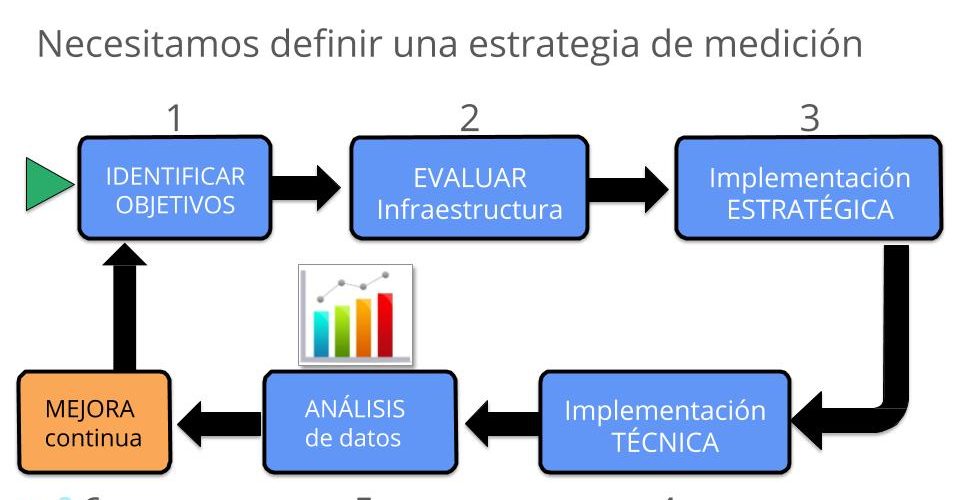 Necesitamos definir una estrategia de medición
1
2
3
IDENTIFICAR
OBJETIVOS
EVALUAR
Infraestructura
Implementación
ESTRATÉGICA
MEJORA
continua
ANÁLISIS
de datos
Implementación
TÉCNICA